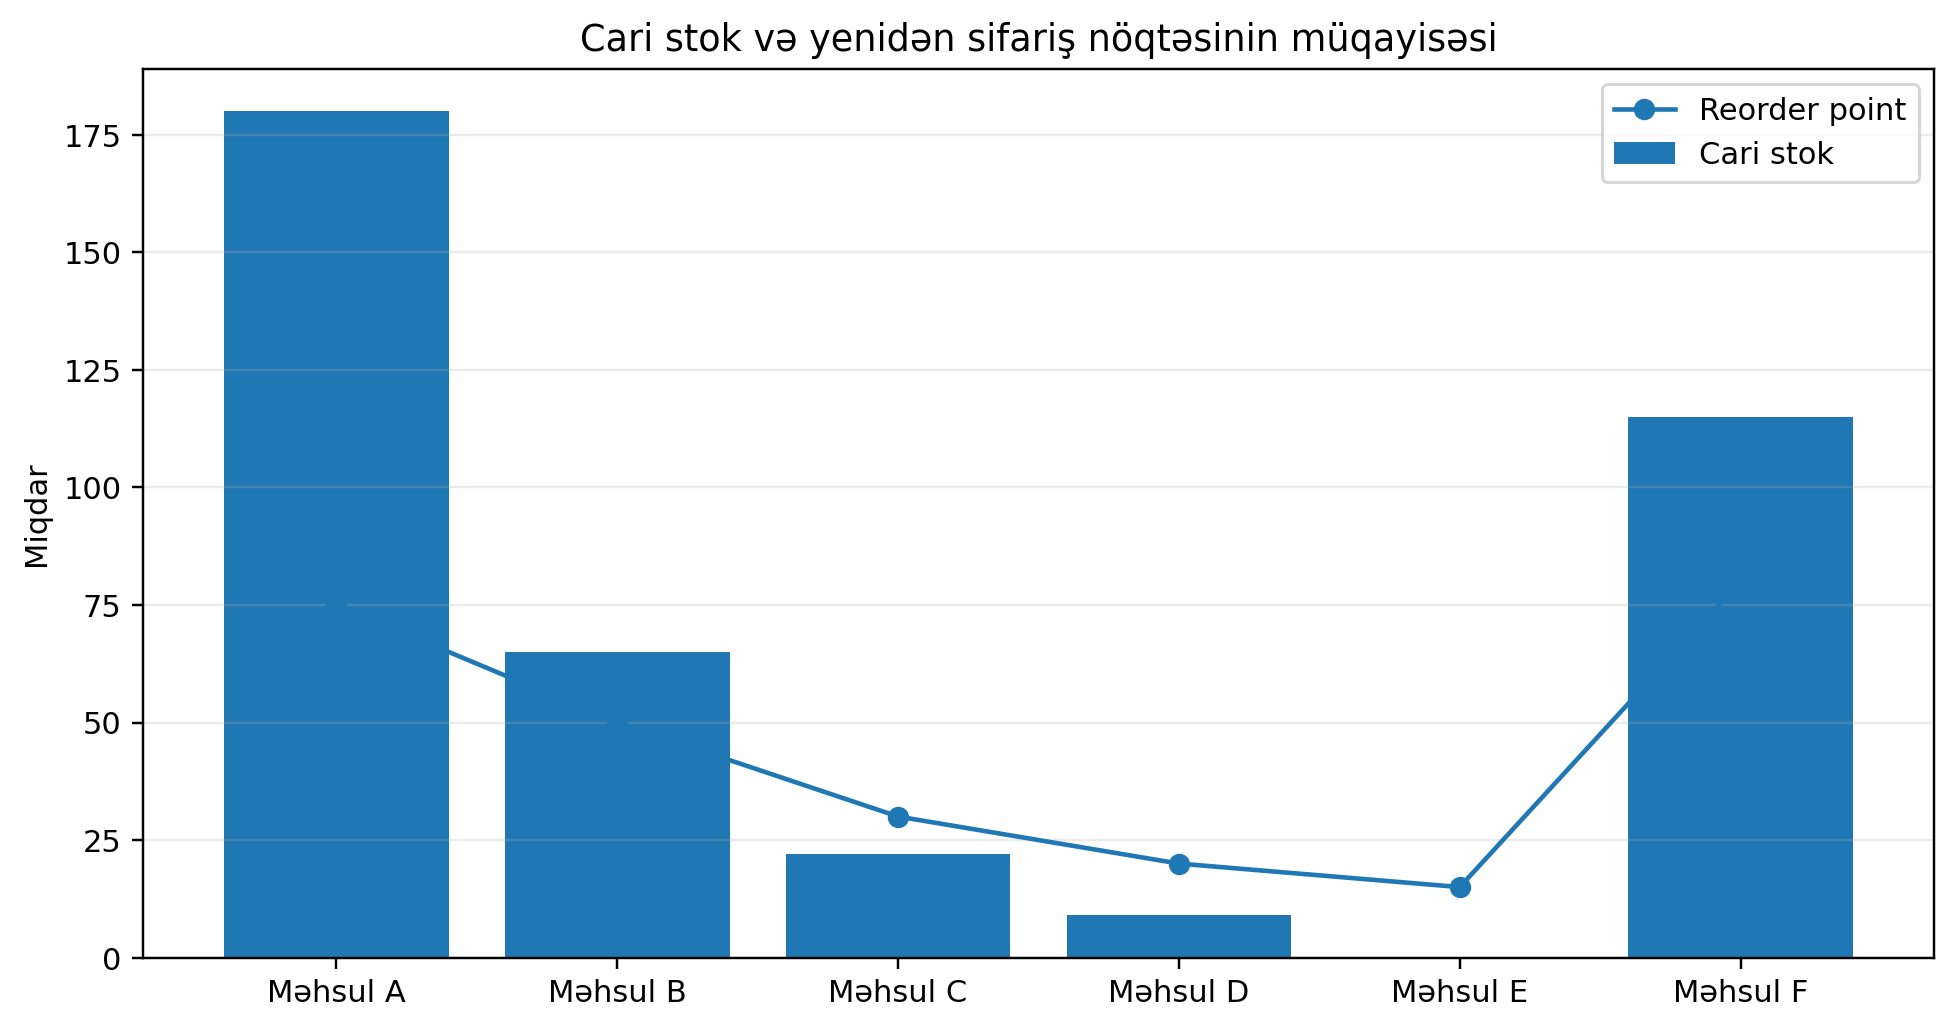 Cari stok və yenidən sifariş nöqtəsinin müqayisəsi
Reorder point
Cari stok
Miqdar
175
150
125
100
75
50
25
0
Məhsul A
Məhsul B
Məhsul C
Məhsul D
Məhsul E
Məhsul F